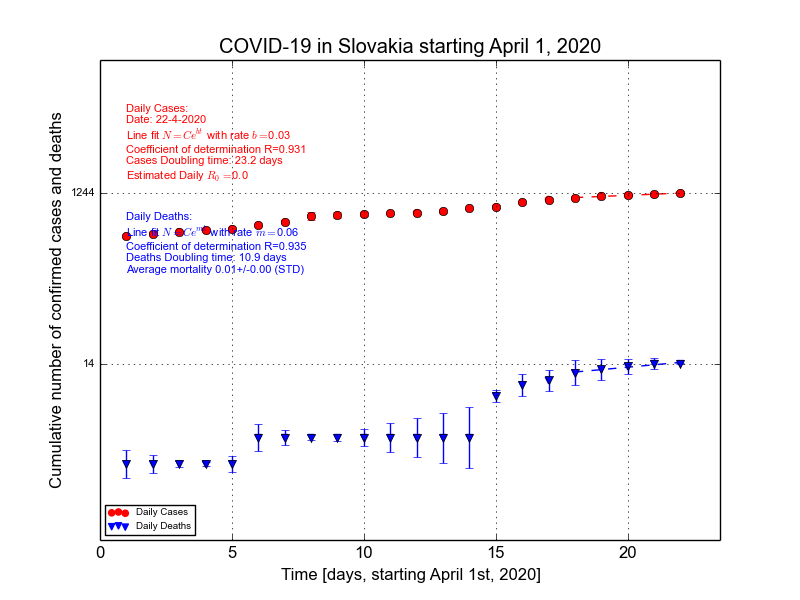 COVID-19 in Slovakia starting April 1, 2020
Daily Cases:
Date: 22-4-2020
Line fit N = Ce^{bt} with rate b =0.03
Coefficient of determination R=0.931
Cases Doubling time: 23.2 days
Estimated Daily R_0 =0.0
Daily Deaths:
Line fit N = Ce^{mt} with rate m =0.06
Coefficient of determination R=0.935
Deaths Doubling time: 10.9 days
Average mortality 0.01+/-0.00 (STD)
Cumulative number of confirmed cases and deaths
1244
14
Daily Cases
Daily Deaths
0 5 10 15 20
Time [days, starting April 1st, 2020]